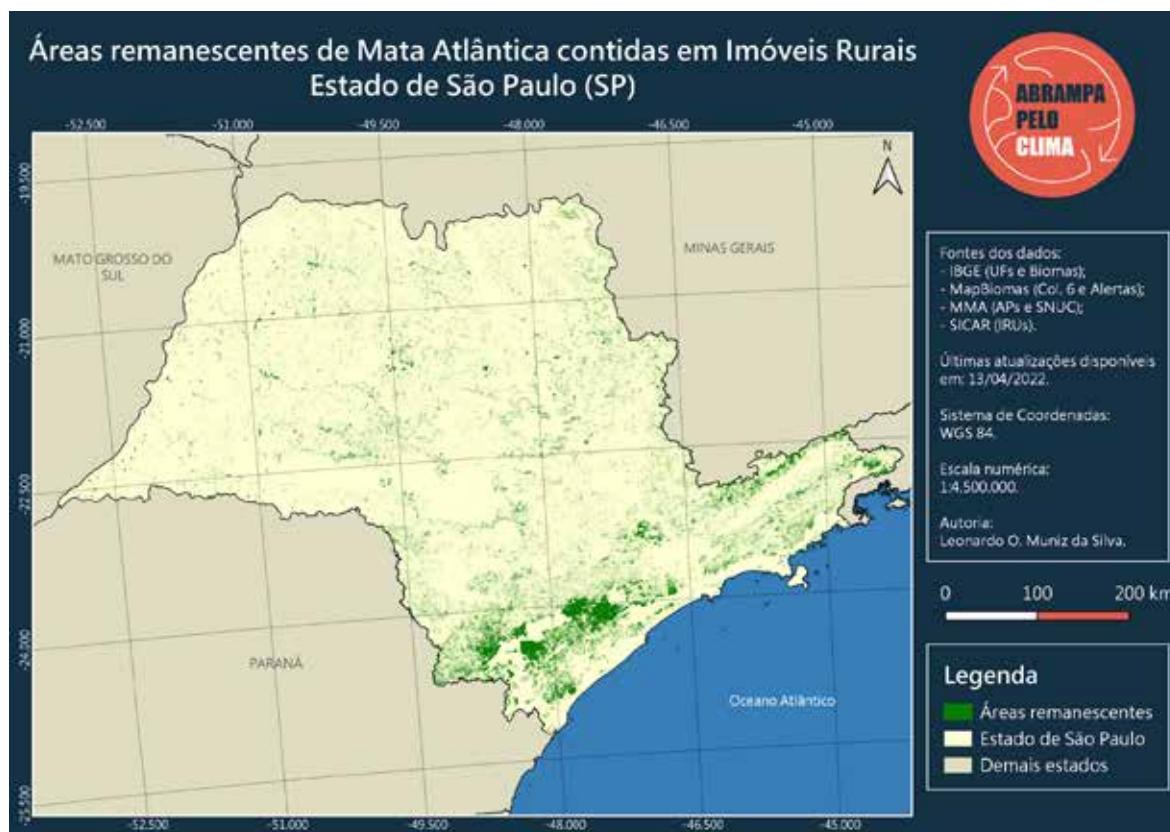 Áreas remanescentes de Mata Atlântica contidas em Imóveis Rurais
Estado de São Paulo (SP)
ABRAMPA
PELO
CLIMA
-52.500 -51.000 -49.500 -48.000 -46.500 -45.000
N
-19.500
MATO GROSSO DO
SUL
MINAS GERAIS
-21.000
-22.500
-24.000
PARANÁ
Oceano Atlântico
-25.500
-52.500 -51.000 -49.500 -48.000 -46.500 -45.000
Fontes dos dados:
- IBGE (UFs e Biomas);
- MapBiomas (Col. 6 e Alertas);
- MMA (APs e SNUC);
- SICAR (IRUs).
Últimas atualizações disponíveis
em: 13/04/2022.
Sistema de Coordenadas:
WGS 84.
Escala numérica:
1:4.500.000.
Autoria:
Leonardo O. Muniz da Silva.
0 100 200 km
Legenda
Áreas remanescentes
Estado de São Paulo
Demais estados